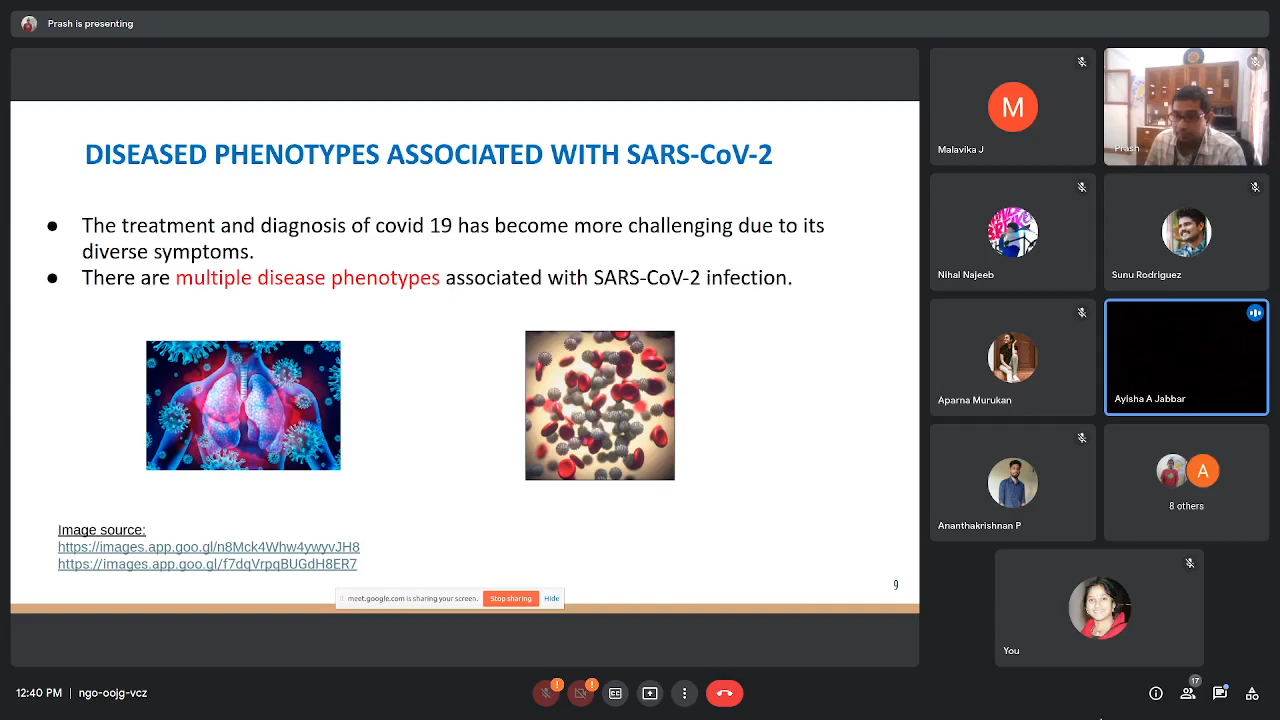 Prash is presenting
DISEASED PHENOTYPES ASSOCIATED WITH SARS-CoV-2
● The treatment and diagnosis of covid 19 has become more challenging due to its
diverse symptoms.
● There are multiple disease phenotypes associated with SARS-CoV-2 infection.
Image source:
https://images.app.goo.gl/n8Mck4Whw4ywyvJH8
https://images.app.goo.gl/f7dqVrpqBUGdH8ER7
9
meet.google.com is sharing your screen.
Stop sharing
Hide
M
Malavika J
Prash
Nihal Najeeb
Sunu Rodriguez
Aparna Murukan
Ayisha A Jabbar
Ananthakrishnan P
A
8 others
You
12:40 PM | ngo-oojg-vcz
!
!
17